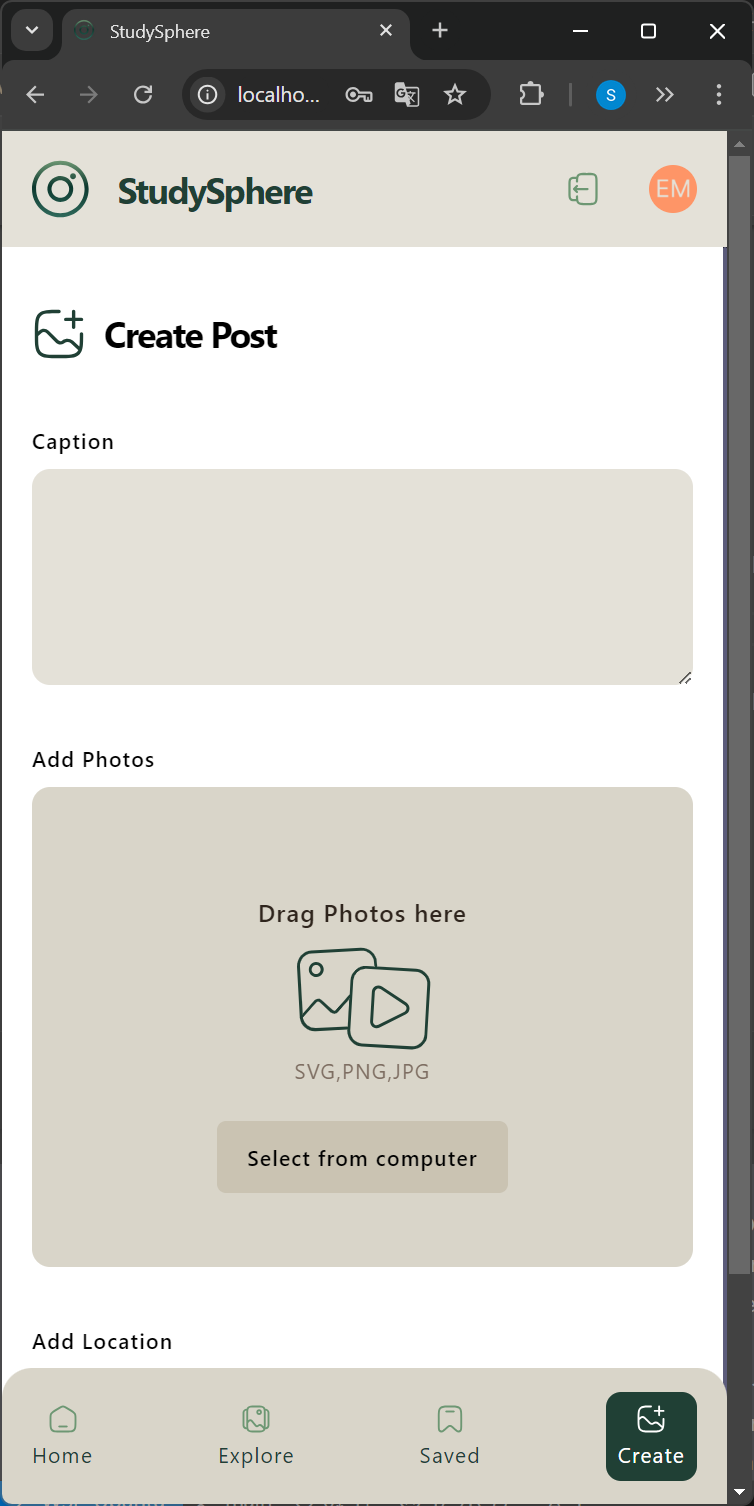 StudySphere
localho...
S
StudySphere
EM
Create Post
Caption
Add Photos
Drag Photos here
SVG,PNG,JPG
Select from computer
Add Location
Home
Explore
Saved
Create